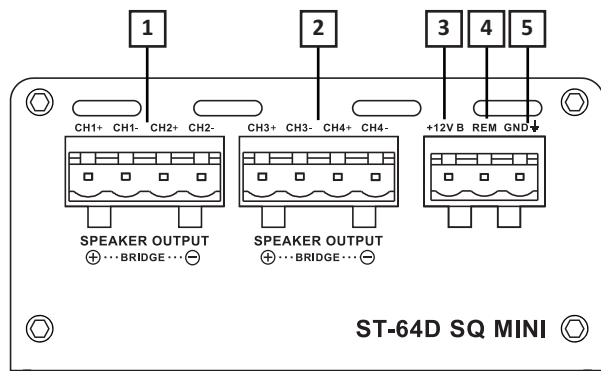 1 2 3 4 5
CH1+ CH1- CH2+ CH2- CH3+ CH3- CH4+ CH4- +12V B REM GND
SPEAKER OUTPUT SPEAKER OUTPUT
+ ··· BRIDGE ··· − + ··· BRIDGE ··· −
ST-64D SQ MINI